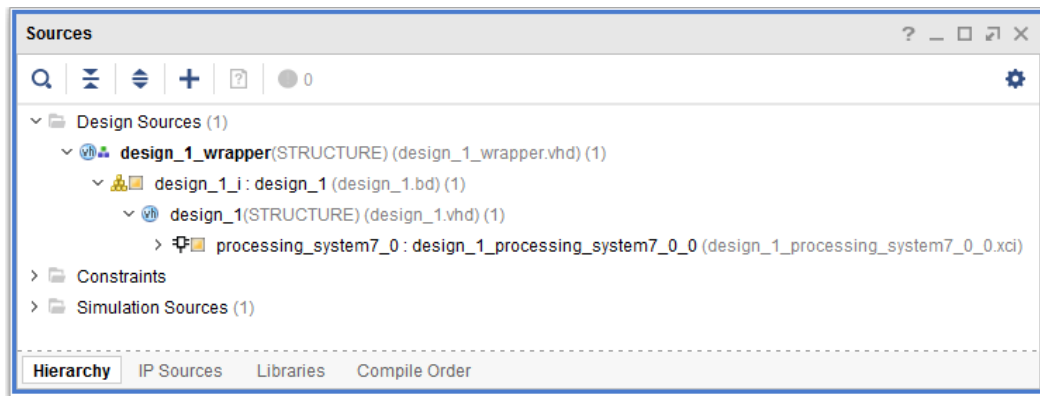 Sources
0
Design Sources (1)
design_1_wrapper(STRUCTURE) (design_1_wrapper.vhd) (1)
design_1_i : design_1 (design_1.bd) (1)
design_1(STRUCTURE) (design_1.vhd) (1)
processing_system7_0 : design_1_processing_system7_0_0 (design_1_processing_system7_0_0.xci)
Constraints
Simulation Sources (1)
Hierarchy IP Sources Libraries Compile Order